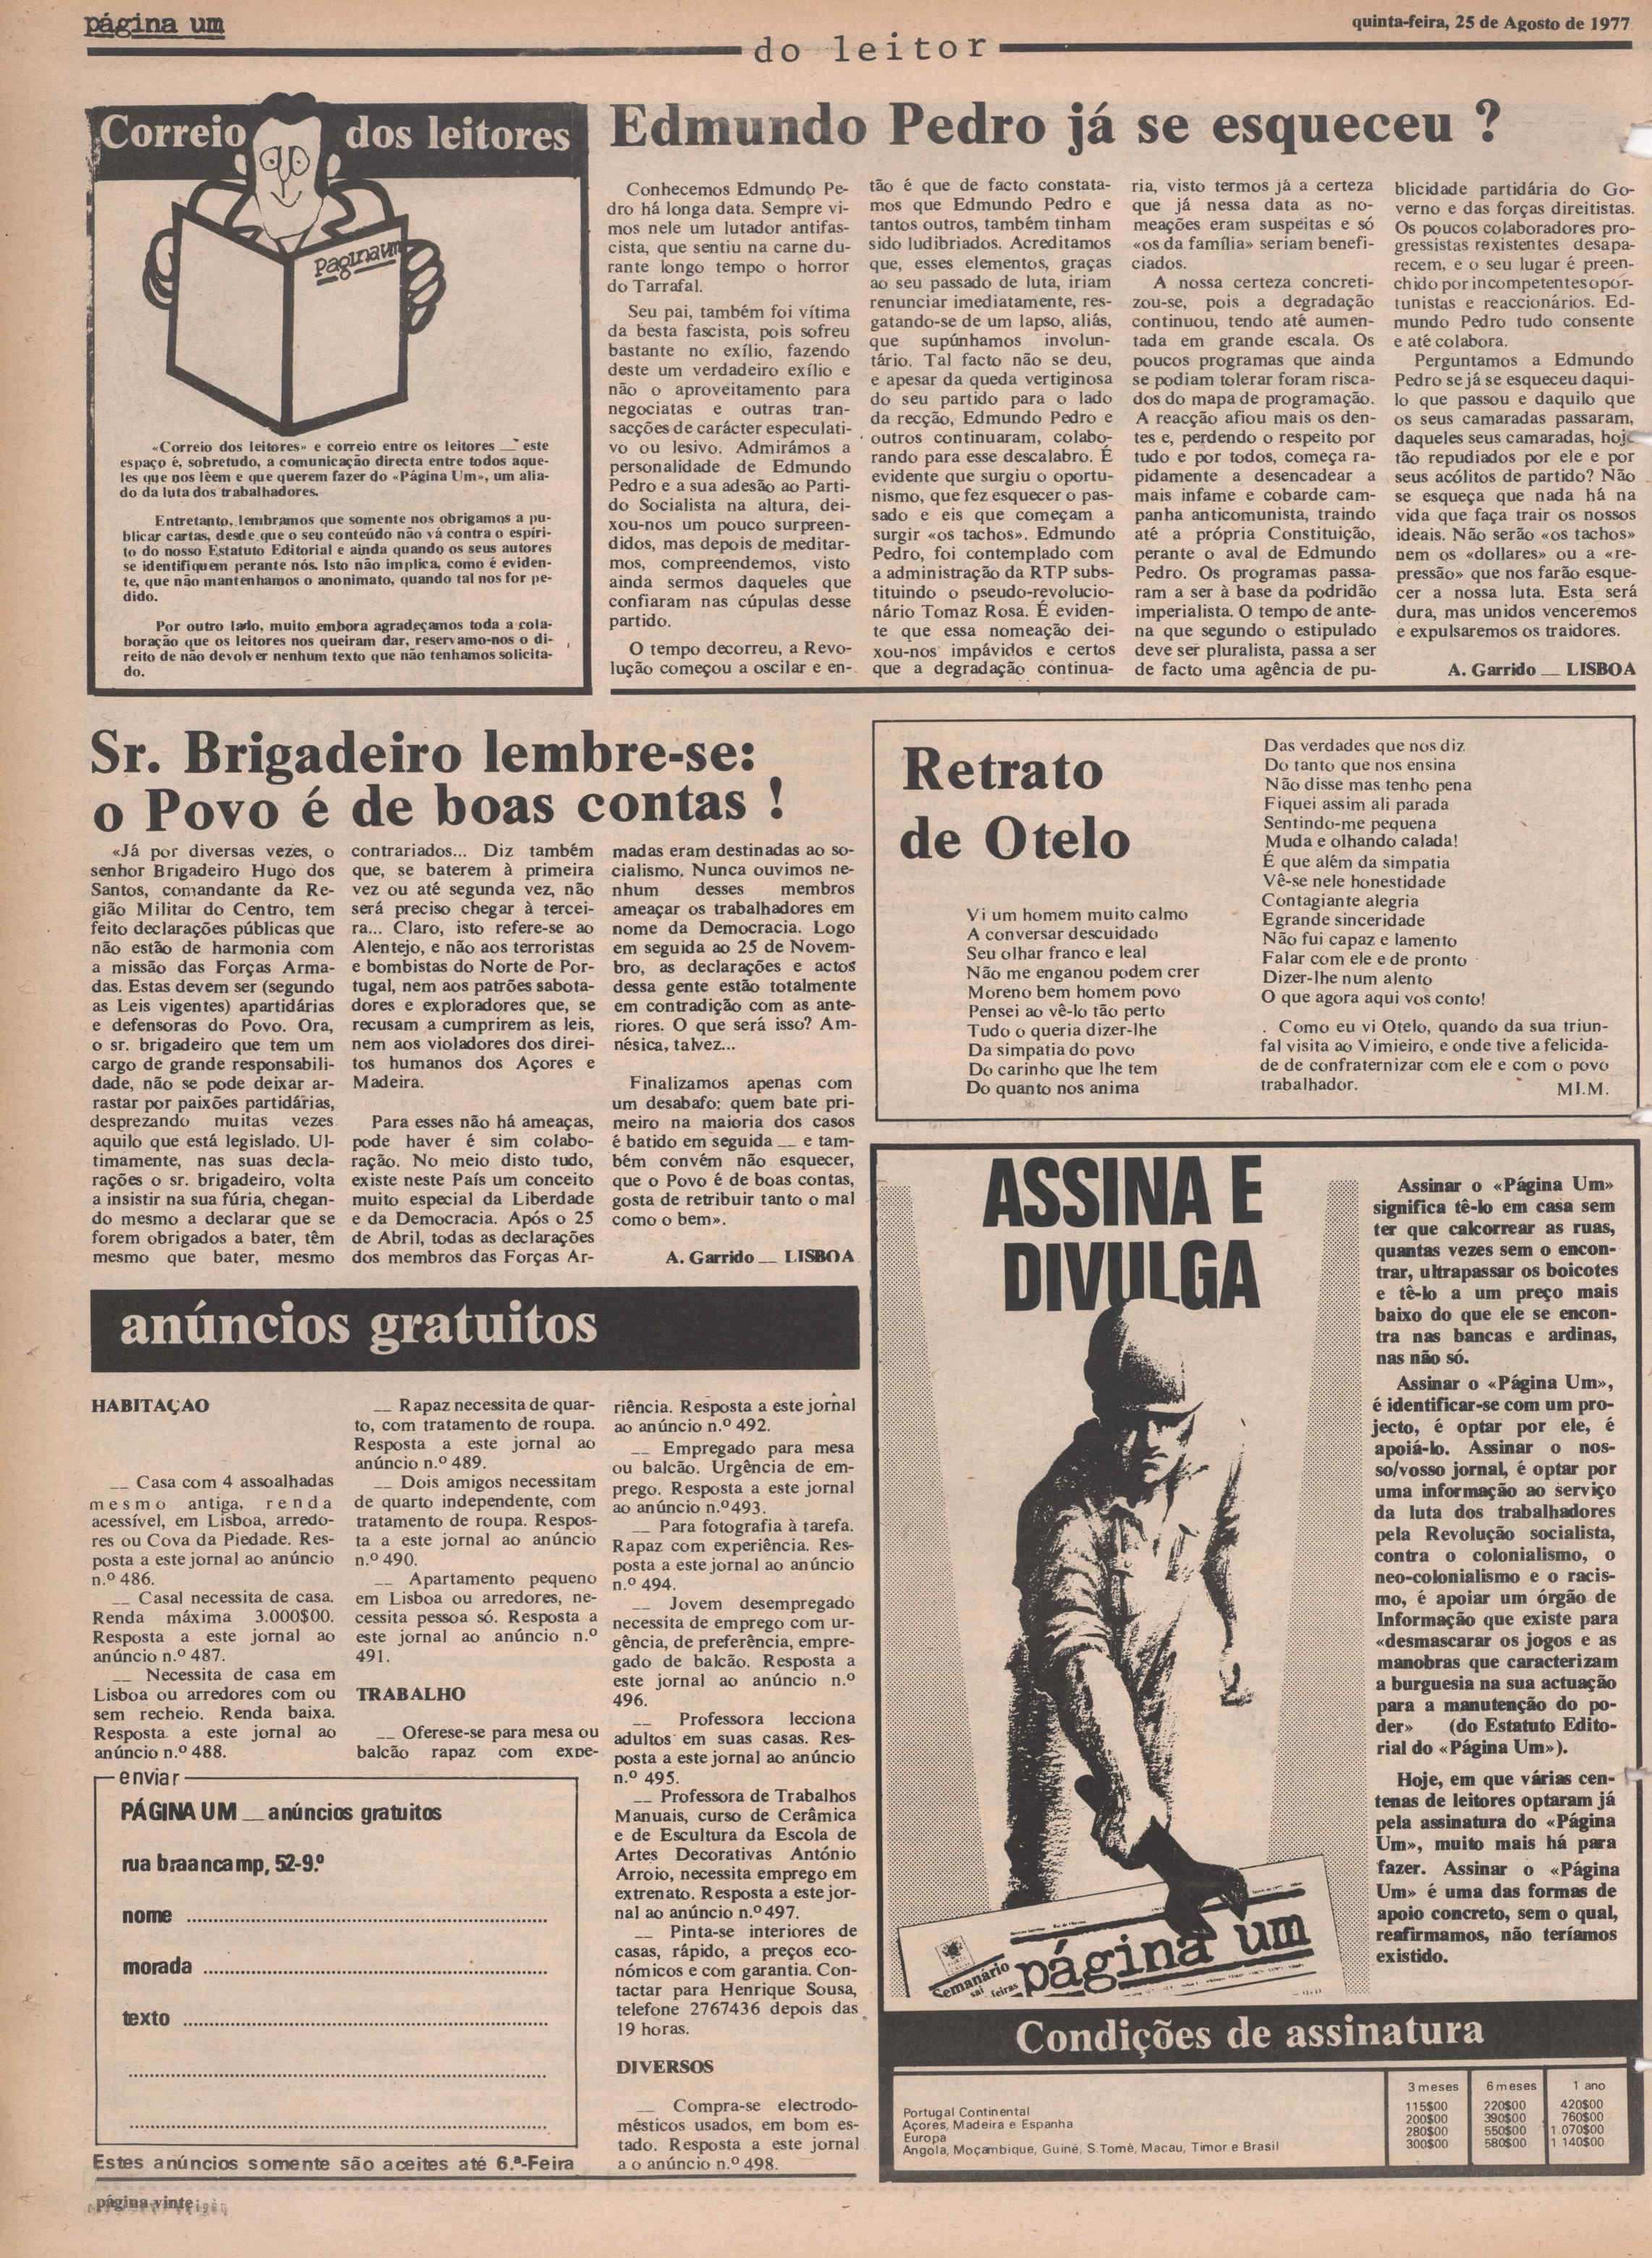 página um
quinta-feira, 25 de Agosto de 1977
do leitor
Correio dos leitores
Paginaum
«Correio dos leitores» e correio entre os leitores — este
espaço é, sobretudo, a comunicação directa entre todos aque-
les que nos lêem e que querem fazer do «Página Um», um alia-
do da luta dos trabalhadores.
Entretanto, lembramos que somente nos obrigamos a pu-
blicar cartas, desde que o seu conteúdo não vá contra o espíri-
to do nosso Estatuto Editorial e ainda quando os seus autores
se identifiquem perante nós. Isto não implica, como é eviden-
te, que não mantenhamos o anonimato, quando tal nos for pe-
dido.
Por outro lado, muito embora agradeçamos toda a cola-
boração que os leitores nos queiram dar, reservamo-nos o di-
reito de não devolver nenhum texto que não tenhamos solicita-
do.
Edmundo Pedro já se esqueceu ?
Conhecemos Edmundo Pe-
dro há longa data. Sempre vi-
mos nele um lutador antifas-
cista, que sentiu na carne du-
rante longo tempo o horror
do Tarrafal.
Seu pai, também foi vítima
da besta fascista, pois sofreu
bastante no exílio, fazendo
deste um verdadeiro exílio e
não o aproveitamento para
negociatas e outras tran-
sacções de carácter especulati-
vo ou lesivo. Admirámos a
personalidade de Edmundo
Pedro e a sua adesão ao Parti-
do Socialista na altura, dei-
xou-nos um pouco surpreen-
didos, mas depois de meditar-
mos, compreendemos, visto
ainda sermos daqueles que
confiaram nas cúpulas desse
partido.
O tempo decorreu, a Revo-
lução começou a oscilar e en-
tão é que de facto constata-
mos que Edmundo Pedro e
tantos outros, também tinham
sido ludibriados. Acreditamos
que, esses elementos, graças
ao seu passado de luta, iriam
renunciar imediatamente, res-
gatando-se de um lapso, aliás,
que supúnhamos involun-
tário. Tal facto não se deu,
e apesar da queda vertiginosa
do seu partido para o lado
da recção, Edmundo Pedro e
outros continuaram, colabo-
rando para esse descalabro. É
evidente que surgiu o oportu-
nismo, que fez esquecer o pas-
sado e eis que começam a
surgir «os tachos». Edmundo
Pedro, foi contemplado com
a administração da RTP subs-
tituindo o pseudo-revolucio-
nário Tomaz Rosa. É eviden-
te que essa nomeação dei-
xou-nos impávidos e certos
que a degradação continua-
ria, visto termos já a certeza
que já nessa data as no-
meações eram suspeitas e só
«os da família» seriam benefi-
ciados.
A nossa certeza concreti-
zou-se, pois a degradação
continuou, tendo até aumen-
tada em grande escala. Os
poucos programas que ainda
se podiam tolerar foram risca-
dos do mapa de programação.
A reacção afiou mais os den-
tes e, perdendo o respeito por
tudo e por todos, começa ra-
pidamente a desencadear a
mais infame e cobarde cam-
panha anticomunista, traindo
até a própria Constituição,
perante o aval de Edmundo
Pedro. Os programas passa-
ram a ser à base da podridão
imperialista. O tempo de ante-
na que segundo o estipulado
deve ser pluralista, passa a ser
de facto uma agência de pu-
blicidade partidária do Go-
verno e das forças direitistas.
Os poucos colaboradores pro-
gressistas rexistentes desapa-
recem, e o seu lugar é preen-
chido por incompetentes opor-
tunistas e reaccionários. Ed-
mundo Pedro tudo consente
e até colabora.
Perguntamos a Edmundo
Pedro se já se esqueceu daqui-
lo que passou e daquilo que
os seus camaradas passaram,
daqueles seus camaradas, hoje
tão repudiados por ele e por
seus acólitos de partido? Não
se esqueça que nada há na
vida que faça trair os nossos
ideais. Não serão «os tachos»
nem os «dollares» ou a «re-
pressão» que nos farão esque-
cer a nossa luta. Esta será
dura, mas unidos venceremos
e expulsaremos os traidores.
A. Garrido — LISBOA
Sr. Brigadeiro lembre-se:
o Povo é de boas contas !
«Já por diversas vezes, o
senhor Brigadeiro Hugo dos
Santos, comandante da Re-
gião Militar do Centro, tem
feito declarações públicas que
não estão de harmonia com
a missão das Forças Arma-
das. Estas devem ser (segundo
as Leis vigentes) apartidárias
e defensoras do Povo. Ora,
o sr. brigadeiro que tem um
cargo de grande responsabili-
dade, não se pode deixar ar-
rastar por paixões partidárias,
desprezando muitas vezes
aquilo que está legislado. Ul-
timamente, nas suas decla-
rações o sr. brigadeiro, volta
a insistir na sua fúria, chegan-
do mesmo a declarar que se
forem obrigados a bater, têm
mesmo que bater, mesmo
contrariados... Diz também
que, se baterem à primeira
vez ou até segunda vez, não
será preciso chegar à tercei-
ra... Claro, isto refere-se ao
Alentejo, e não aos terroristas
e bombistas do Norte de Por-
tugal, nem aos patrões sabota-
dores e exploradores que, se
recusam a cumprirem as leis,
nem aos violadores dos direi-
tos humanos dos Açores e
Madeira.
Para esses não há ameaças,
pode haver é sim colabo-
ração. No meio disto tudo,
existe neste País um conceito
muito especial da Liberdade
e da Democracia. Após o 25
de Abril, todas as declarações
dos membros das Forças Ar-
madas eram destinadas ao so-
cialismo. Nunca ouvimos ne-
nhum desses membros
ameaçar os trabalhadores em
nome da Democracia. Logo
em seguida ao 25 de Novem-
bro, as declarações e actos
dessa gente estão totalmente
em contradição com as ante-
riores. O que será isso? Am-
nésica, talvez...
Finalizamos apenas com
um desabafo: quem bate pri-
meiro na maioria dos casos
é batido em seguida — e tam-
bém convém não esquecer,
que o Povo é de boas contas,
gosta de retribuir tanto o mal
como o bem».
A. Garrido — LISBOA
Retrato
de Otelo
Vi um homem muito calmo
A conversar descuidado
Seu olhar franco e leal
Não me enganou podem crer
Moreno bem homem povo
Pensei ao vê-lo tão perto
Tudo o queria dizer-lhe
Da simpatia do povo
Do carinho que lhe tem
Do quanto nos anima
Das verdades que nos diz
Do tanto que nos ensina
Não disse mas tenho pena
Fiquei assim ali parada
Sentindo-me pequena
Muda e olhando calada!
É que além da simpatia
Vê-se nele honestidade
Contagiante alegria
Egrande sinceridade
Não fui capaz e lamento
Falar com ele e de pronto
Dizer-lhe num alento
O que agora aqui vos conto!
. Como eu vi Otelo, quando da sua triun-
fal visita ao Vimieiro, e onde tive a felicida-
de de confraternizar com ele e com o povo
trabalhador.
MJ.M.
anúncios gratuitos
HABITAÇAO
— Casa com 4 assoalhadas
mesmo antiga, renda
acessível, em Lisboa, arredo-
res ou Cova da Piedade. Res-
posta a este jornal ao anúncio
n.º 486.
— Casal necessita de casa.
Renda máxima 3.000$00.
Resposta a este jornal ao
anúncio n.º 487.
— Necessita de casa em
Lisboa ou arredores com ou
sem recheio. Renda baixa.
Resposta a este jornal ao
anúncio n.º 488.
— Rapaz necessita de quar-
to, com tratamento de roupa.
Resposta a este jornal ao
anúncio n.º 489.
— Dois amigos necessitam
de quarto independente, com
tratamento de roupa. Respos-
ta a este jornal ao anúncio
n.º 490.
— Apartamento pequeno
em Lisboa ou arredores, ne-
cessita pessoa só. Resposta a
este jornal ao anúncio n.º
491.
TRABALHO
— Oferese-se para mesa ou
balcão rapaz com expe-
riência. Resposta a este jornal
ao anúncio n.º 492.
— Empregado para mesa
ou balcão. Urgência de em-
prego. Resposta a este jornal
ao anúncio n.º 493.
— Para fotografia à tarefa.
Rapaz com experiência. Res-
posta a este jornal ao anúncio
n.º 494.
— Jovem desempregado
necessita de emprego com ur-
gência, de preferência, empre-
gado de balcão. Resposta a
este jornal ao anúncio n.º
496.
— Professora lecciona
adultos em suas casas. Res-
posta a este jornal ao anúncio
n.º 495.
— Professora de Trabalhos
Manuais, curso de Cerâmica
e de Escultura da Escola de
Artes Decorativas António
Arroio, necessita emprego em
extrenato. Resposta a este jor-
nal ao anúncio n.º 497.
— Pinta-se interiores de
casas, rápido, a preços eco-
nómicos e com garantia. Con-
tactar para Henrique Sousa,
telefone 2767436 depois das
19 horas.
DIVERSOS
— Compra-se electrodo-
mésticos usados, em bom es-
tado. Resposta a este jornal
a o anúncio n.º 498.
enviar
PÁGINA UM — anúncios gratuitos
rua braancamp, 52-9.º
nome
morada
texto
Estes anúncios somente são aceites até 6.ª-Feira
página vinte
ASSINA E
DIVULGA
Semanário
sai
feiras
página um
Assinar o «Página Um»
significa tê-lo em casa sem
ter que calcorrear as ruas,
quantas vezes sem o encon-
trar, ultrapassar os boicotes
e tê-lo a um preço mais
baixo do que ele se encon-
tra nas bancas e ardinas,
nas não só.
Assinar o «Página Um»,
é identificar-se com um pro-
jecto, é optar por ele, é
apoiá-lo. Assinar o nos-
so/vosso jornal, é optar por
uma informação ao serviço
da luta dos trabalhadores
pela Revolução socialista,
contra o colonialismo, o
neo-colonialismo e o racis-
mo, é apoiar um órgão de
Informação que existe para
«desmascarar os jogos e as
manobras que caracterizam
a burguesia na sua actuação
para a manutenção do po-
der» (do Estatuto Edito-
rial do «Página Um»).
Hoje, em que várias cen-
tenas de leitores optaram já
pela assinatura do «Página
Um», muito mais há para
fazer. Assinar o «Página
Um» é uma das formas de
apoio concreto, sem o qual,
reafirmamos, não teríamos
existido.
Condições de assinatura
3 meses 6 meses 1 ano
Portugal Continental 115$00 220$00 420$00
Açores, Madeira e Espanha 200$00 390$00 760$00
Europa 280$00 550$00 1.070$00
Angola, Moçambique, Guiné, S.Tomé, Macau, Timor e Brasil 300$00 580$00 1 140$00